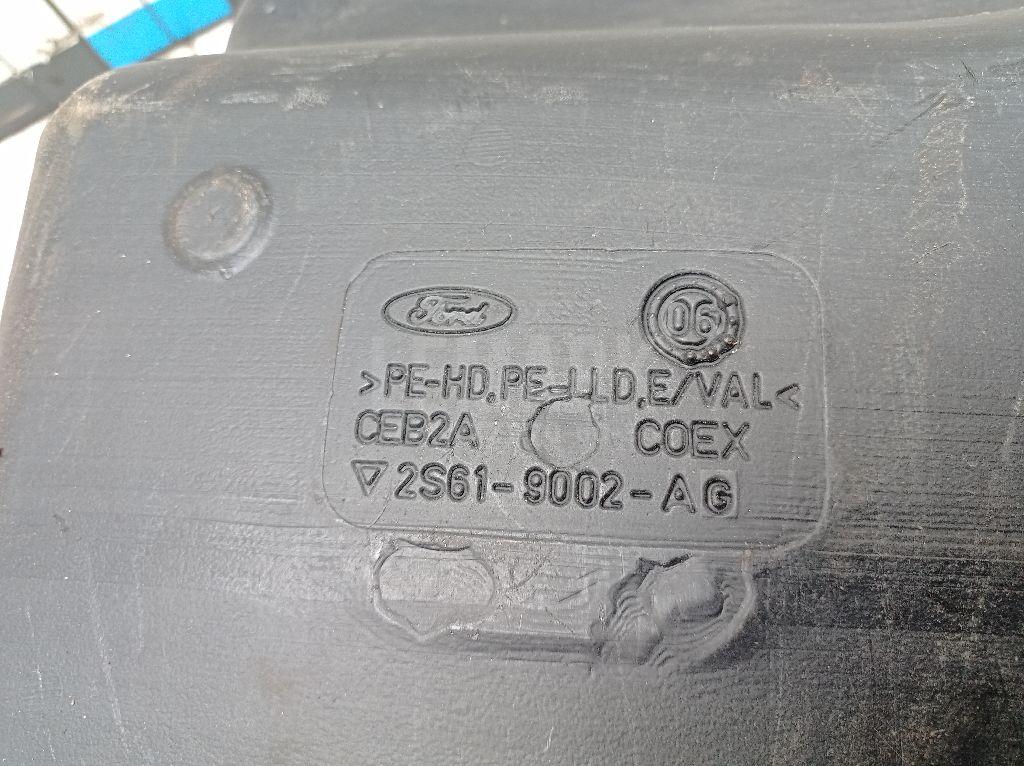 Ford
06
>PE-HD,PE-LLD,E/VAL<
CEB2A COEX
2S61-9002-AG